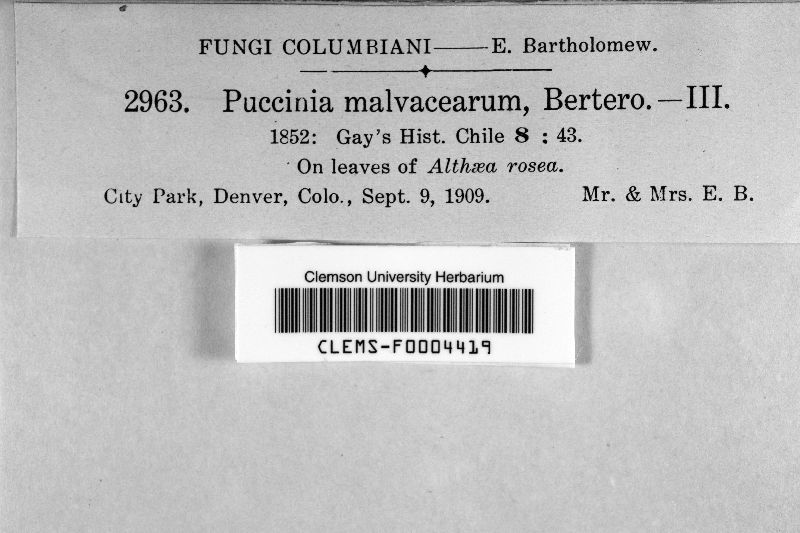 FUNGI COLUMBIANI——E. Bartholomew.
2963. Puccinia malvacearum, Bertero.—III.
1852: Gay's Hist. Chile 8 : 43.
On leaves of Althæa rosea.
City Park, Denver, Colo., Sept. 9, 1909. Mr. & Mrs. E. B.
Clemson University Herbarium
CLEMS-F0004419